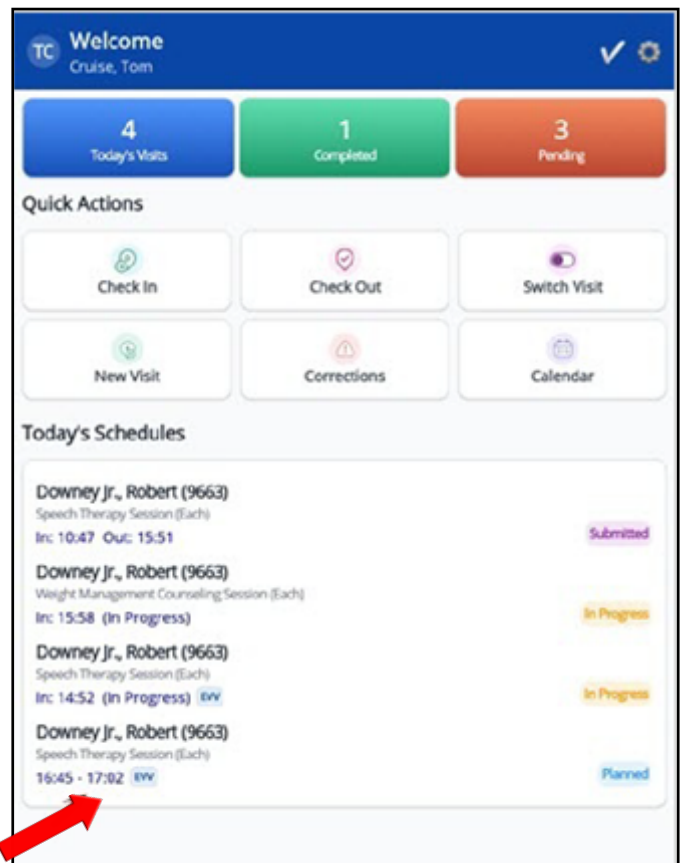 TC
Welcome
Cruise, Tom
4
Today's Visits
1
Completed
3
Pending
Quick Actions
Check In
Check Out
Switch Visit
New Visit
Corrections
Calendar
Today's Schedules
Downey Jr., Robert (9663)
Speech Therapy Session (Each)
In: 10:47 Out: 15:51
Submitted
Downey Jr., Robert (9663)
Weight Management Counseling Session (Each)
In: 15:58 (In Progress)
In Progress
Downey Jr., Robert (9663)
Speech Therapy Session (Each)
In: 14:52 (In Progress) EVV
In Progress
Downey Jr., Robert (9663)
Speech Therapy Session (Each)
16:45 - 17:02 EVV
Planned